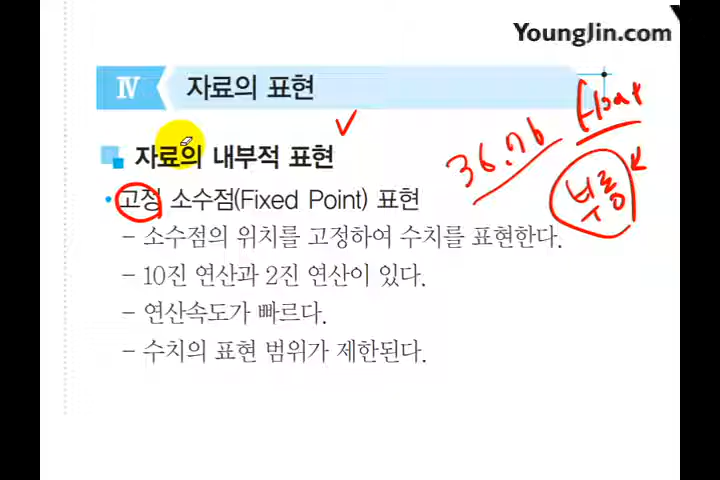 YoungJin.com
Ⅳ 자료의 표현
float
36.76
부동
자료의 내부적 표현
• 고정 소수점(Fixed Point) 표현
– 소수점의 위치를 고정하여 수치를 표현한다.
– 10진 연산과 2진 연산이 있다.
– 연산속도가 빠르다.
– 수치의 표현 범위가 제한된다.